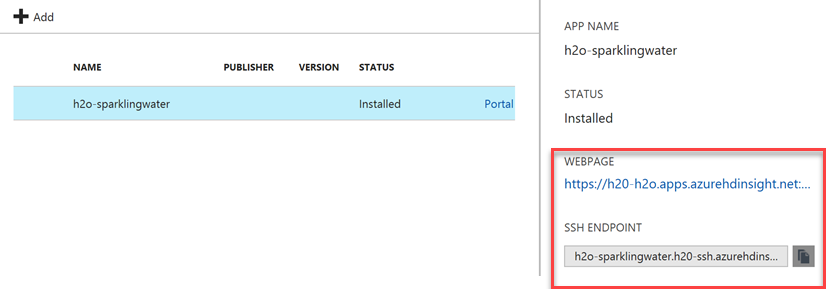 Add
NAME PUBLISHER VERSION STATUS
h2o-sparklingwater Installed Portal
APP NAME
h2o-sparklingwater
STATUS
Installed
WEBPAGE
https://h20-h2o.apps.azurehdinsight.net:...
SSH ENDPOINT
h2o-sparklingwater.h20-ssh.azurehdins...